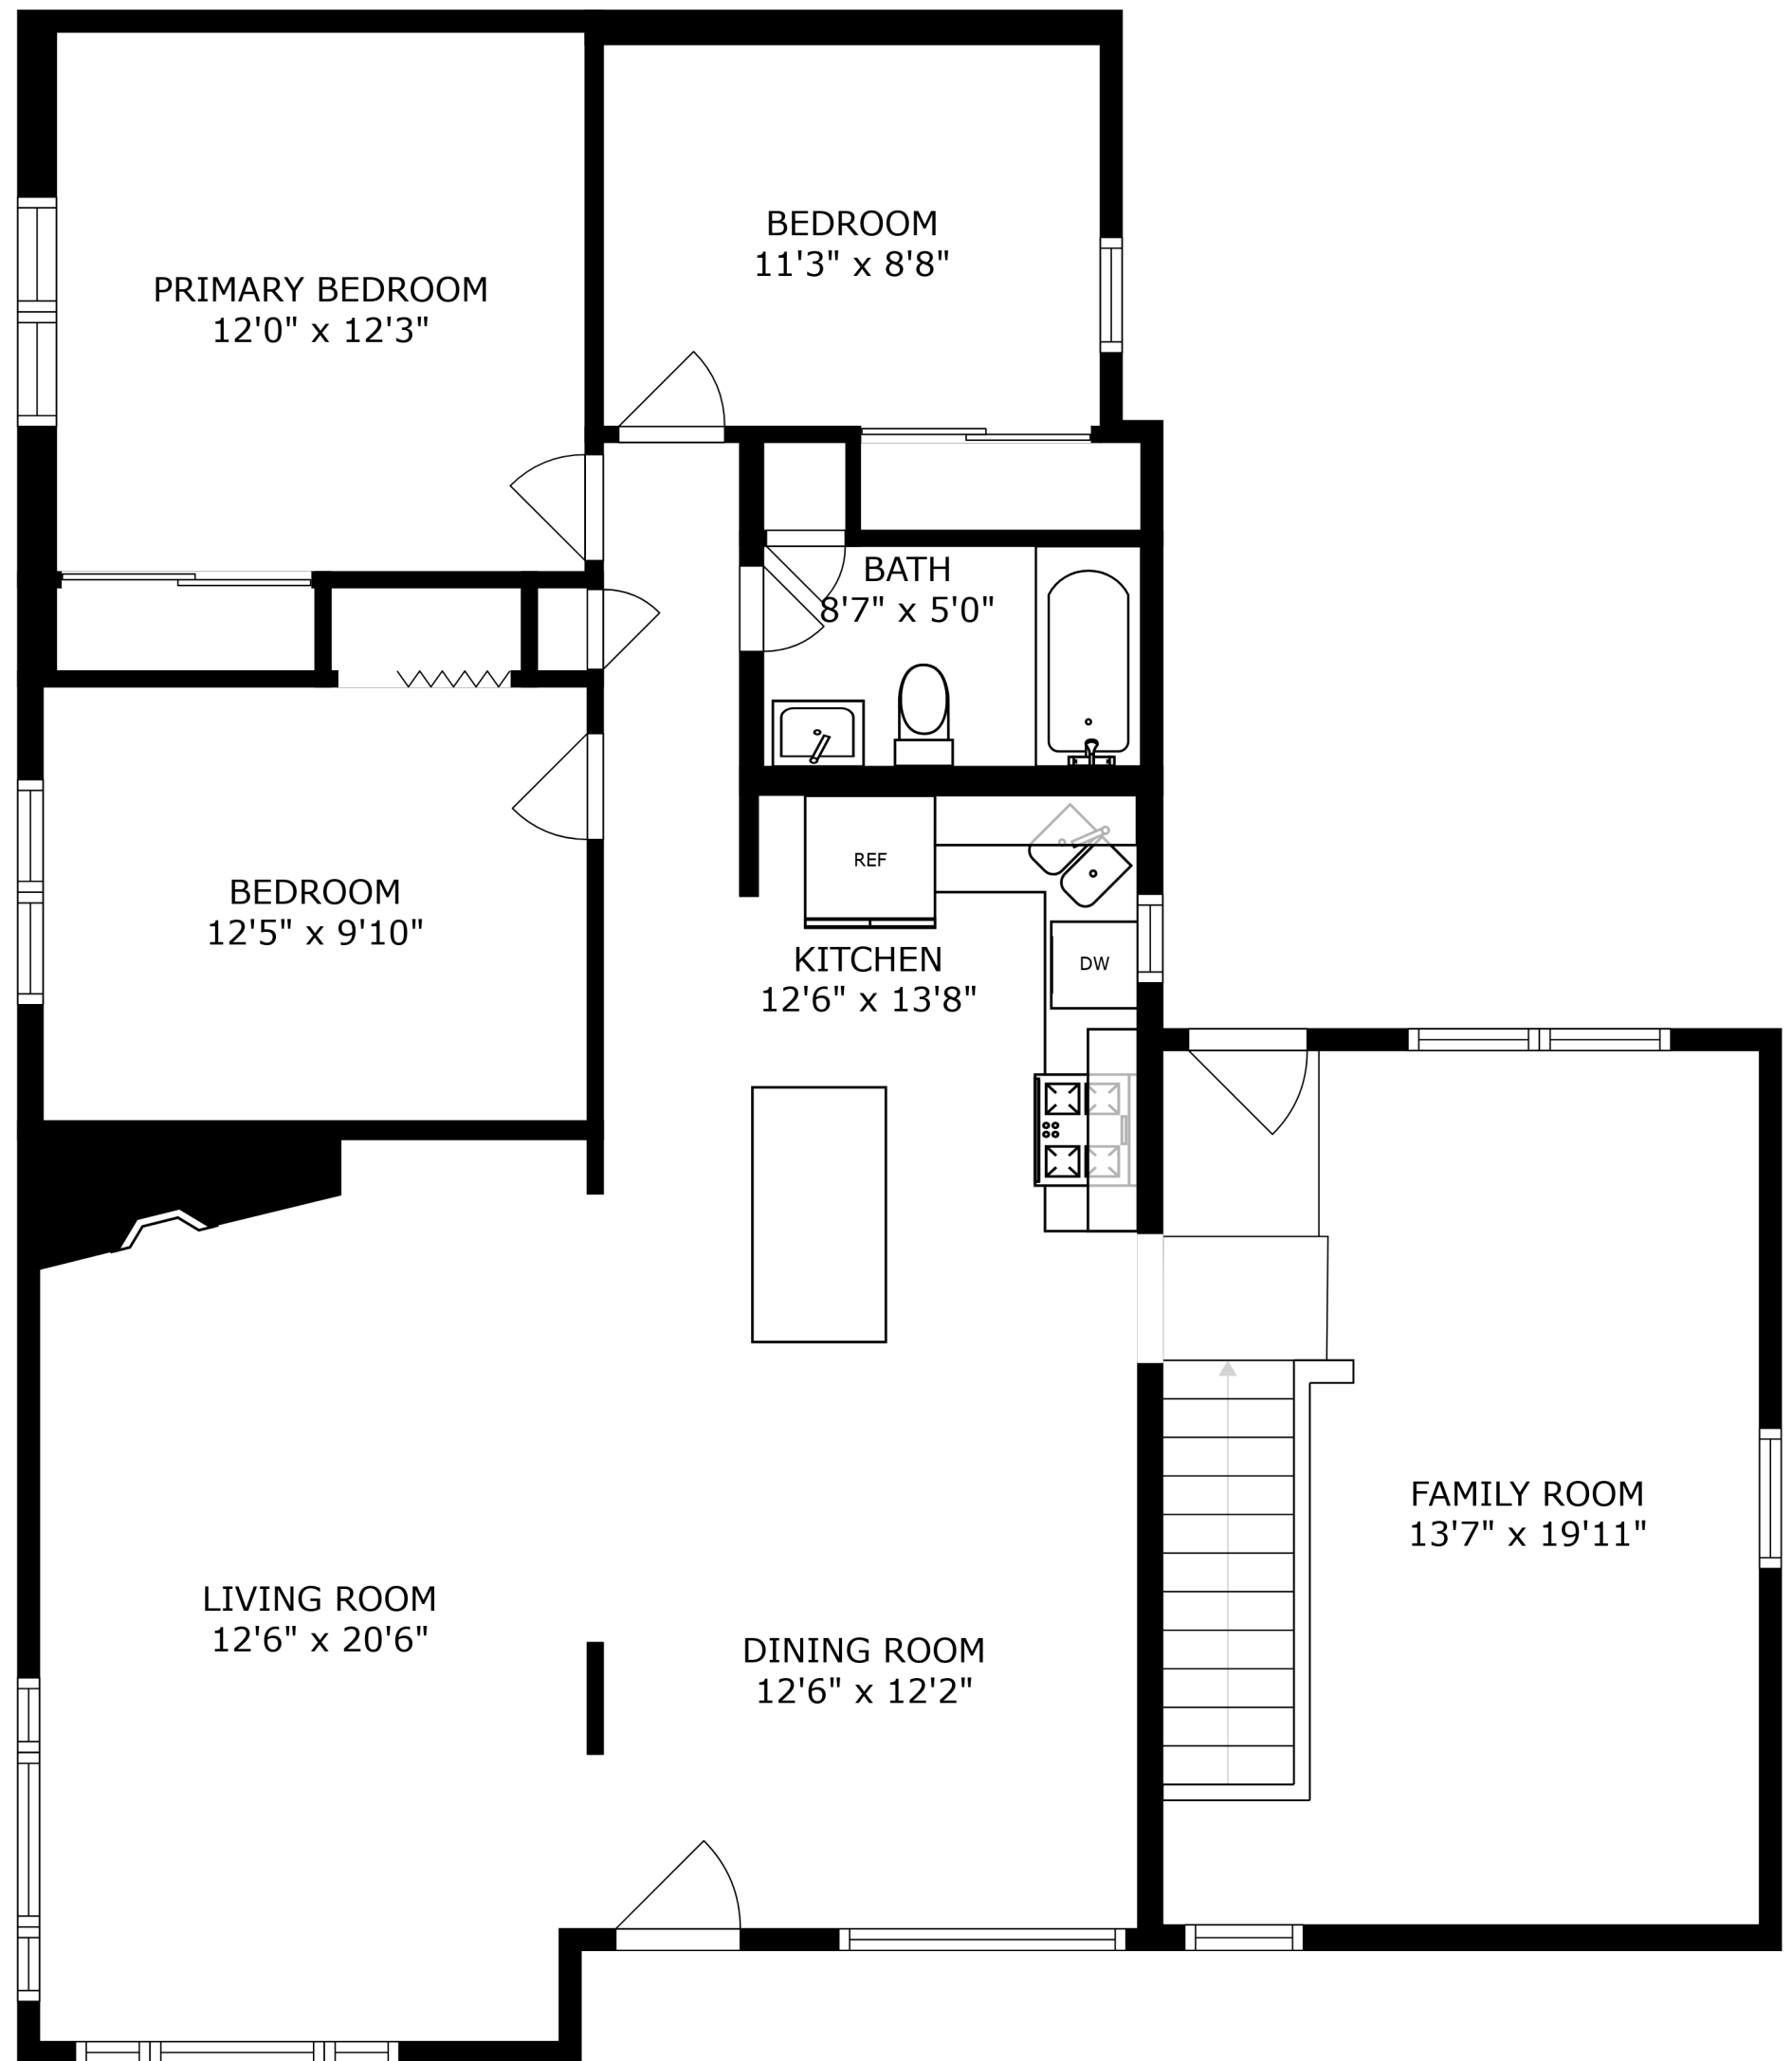 BEDROOM
11'3" x 8'8"
PRIMARY BEDROOM
12'0" x 12'3"
BATH
8'7" x 5'0"
REF
BEDROOM
12'5" x 9'10"
KITCHEN
12'6" x 13'8"
DW
FAMILY ROOM
13'7" x 19'11"
LIVING ROOM
12'6" x 20'6"
DINING ROOM
12'6" x 12'2"